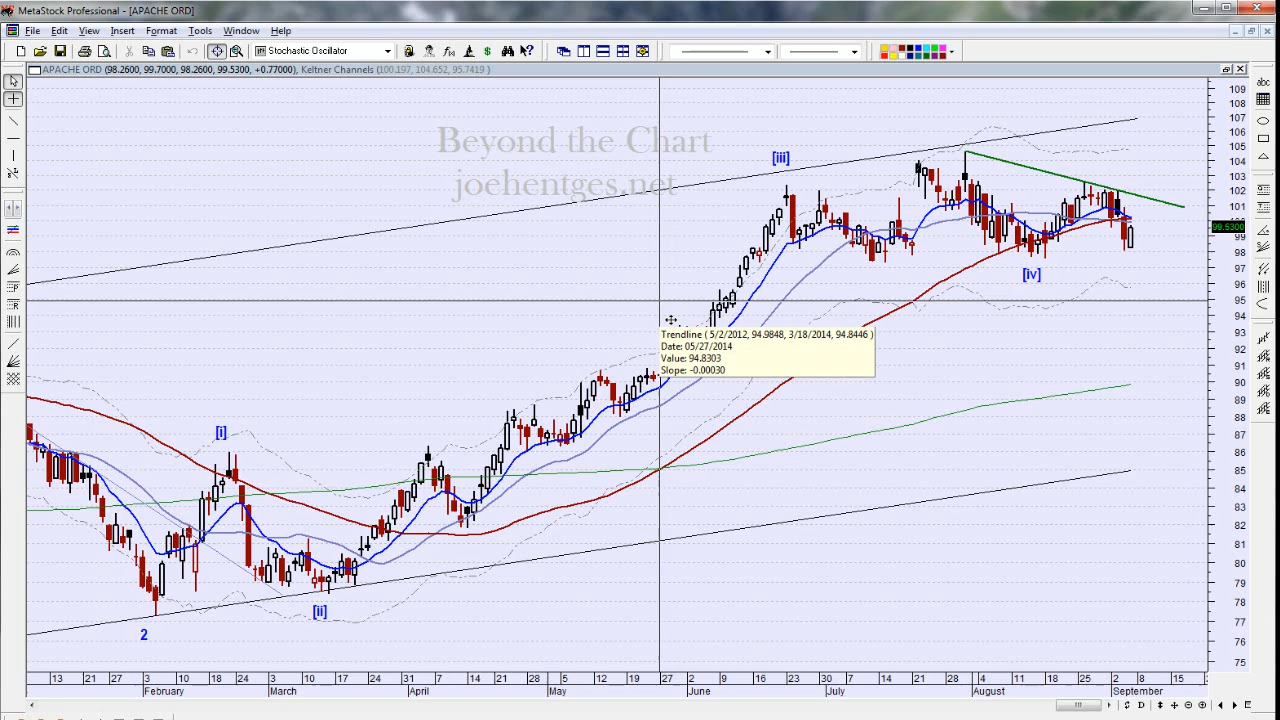 MetaStock Professional - [APACHE ORD]
File Edit View Insert Format Tools Window Help
Stochastic Oscillator
APACHE ORD (98.2600, 99.7000, 98.2600, 99.5300, +0.77000), Keltner Channels (100.197, 104.652, 95.7419 )
Beyond the Chart
joehentges.net
[iii]
[iv]
Trendline ( 5/2/2012, 94.9848, 3/18/2014, 94.8446 )
Date: 05/27/2014
Value: 94.8303
Slope: -0.00030
[i]
[ii]
2
109
108
107
106
105
104
103
102
101
100
99.5300
99
98
97
96
95
94
93
92
91
90
89
88
87
86
85
84
83
82
81
80
79
78
77
76
75
abc
13 21 27 3 10 18 24 3 10 17 24 31 7 14 21 28 5 12 19 27 2 9 16 23 30 7 14 21 28 4 11 18 25 2 8 15
February March April May June July August September
D